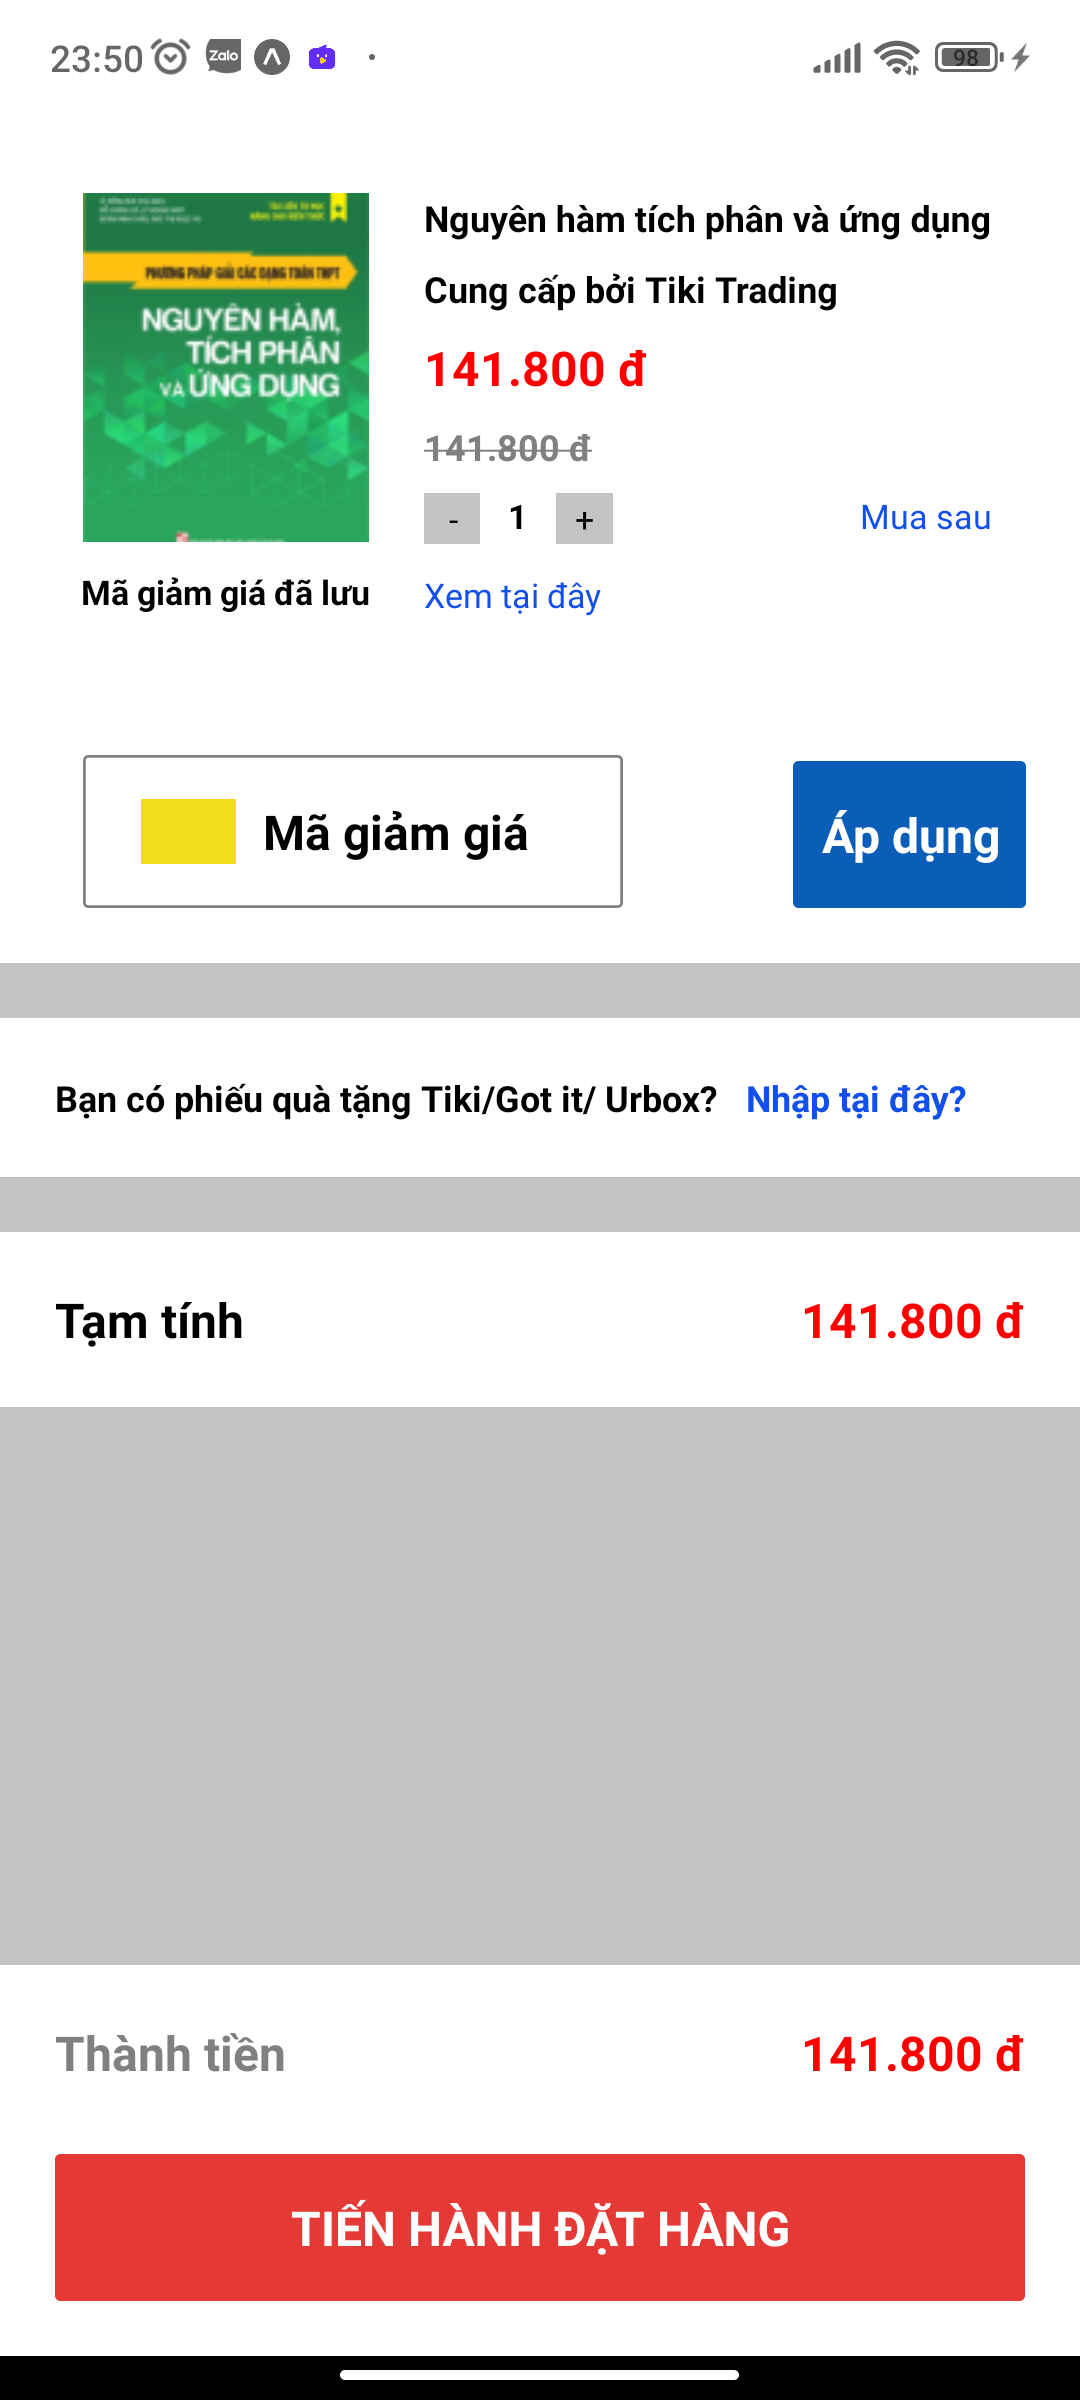 23:50
Zalo
98
PHƯƠNG PHÁP GIẢI CÁC DẠNG TOÁN THPT
NGUYÊN HÀM,
TÍCH PHÂN
VÀ ỨNG DỤNG
Nguyên hàm tích phân và ứng dụng
Cung cấp bởi Tiki Trading
141.800 đ
141.800 đ
- 1 +
Mua sau
Mã giảm giá đã lưu
Xem tại đây
Mã giảm giá
Áp dụng
Bạn có phiếu quà tặng Tiki/Got it/ Urbox? Nhập tại đây?
Tạm tính
141.800 đ
Thành tiền
141.800 đ
TIẾN HÀNH ĐẶT HÀNG